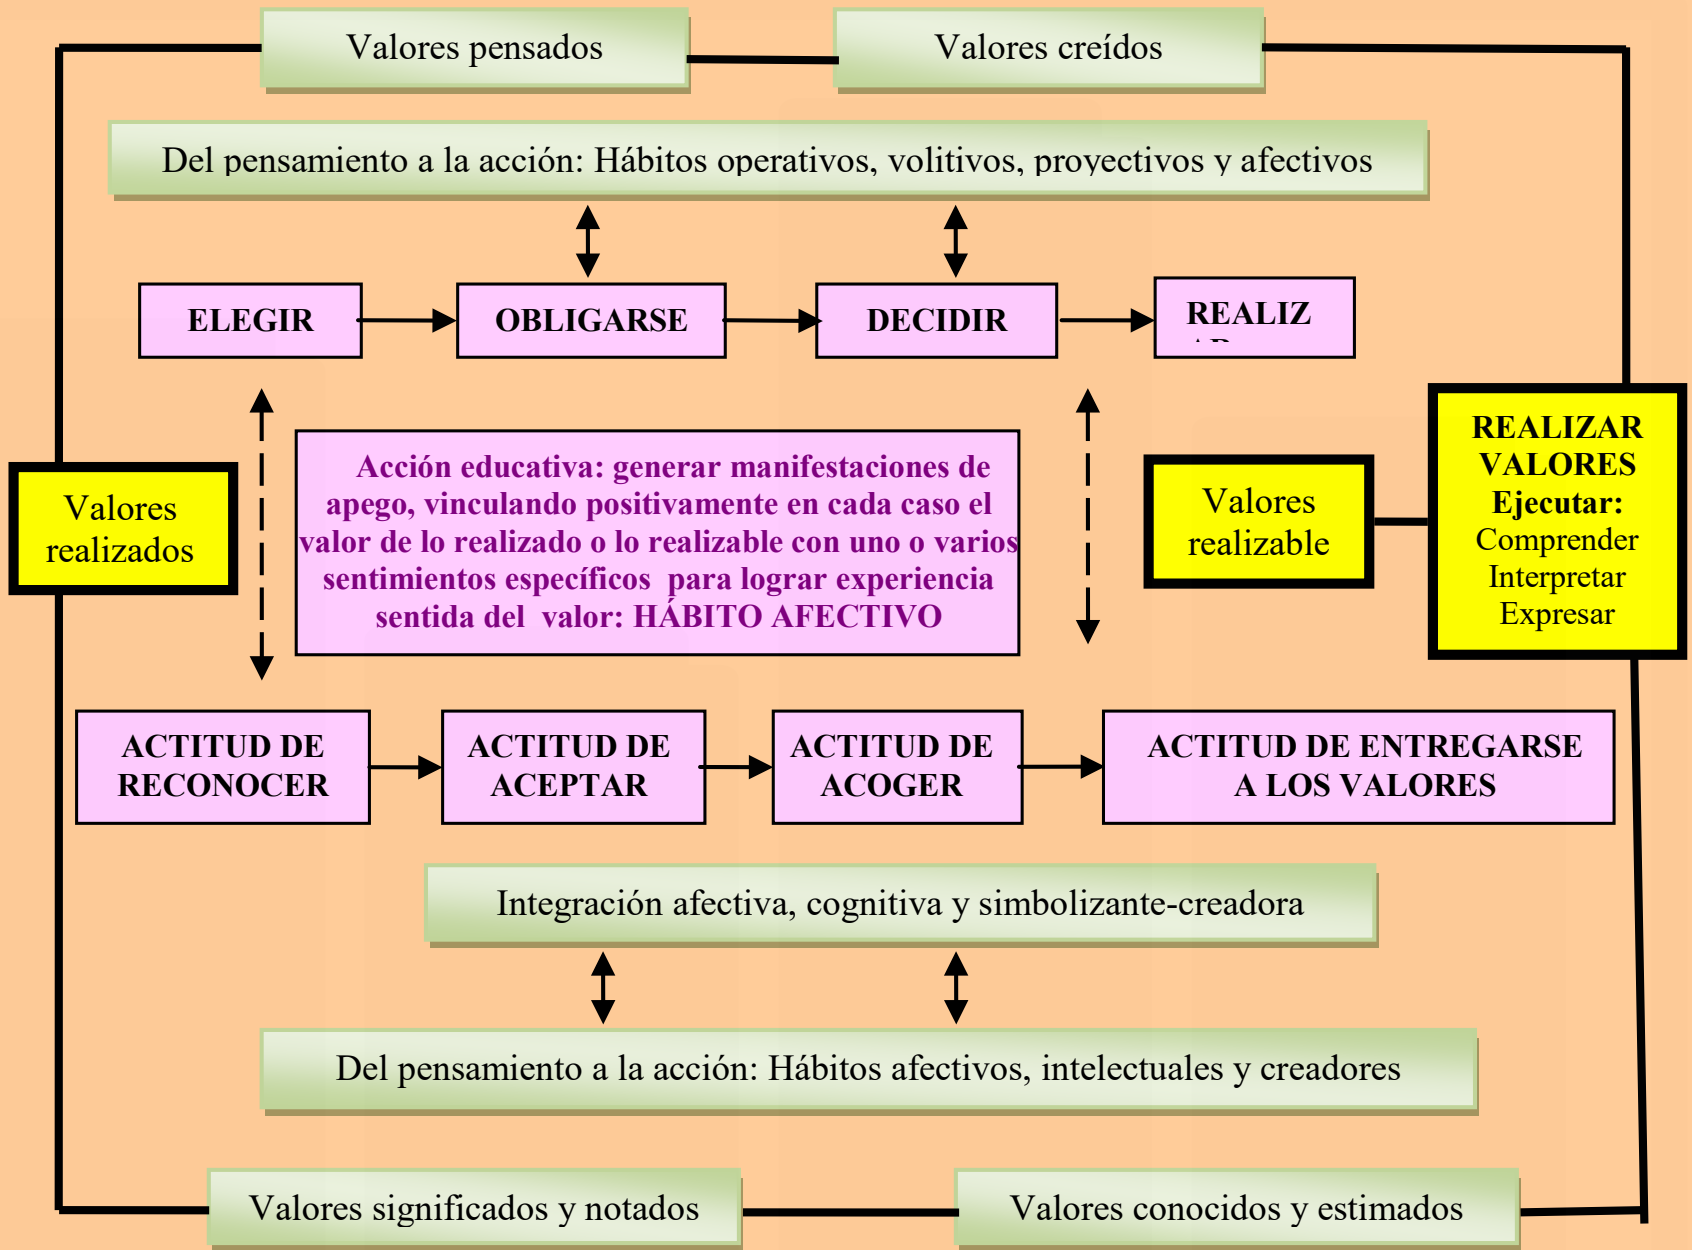 Valores pensados
Valores creídos
Del pensamiento a la acción: Hábitos operativos, volitivos, proyectivos y afectivos
ELEGIR
OBLIGARSE
DECIDIR
REALIZ
AR
Valores
realizados
Acción educativa: generar manifestaciones de
apego, vinculando positivamente en cada caso el
valor de lo realizado o lo realizable con uno o varios
sentimientos específicos para lograr experiencia
sentida del valor: HÁBITO AFECTIVO
Valores
realizable
REALIZAR
VALORES
Ejecutar:
Comprender
Interpretar
Expresar
ACTITUD DE
RECONOCER
ACTITUD DE
ACEPTAR
ACTITUD DE
ACOGER
ACTITUD DE ENTREGARSE
A LOS VALORES
Integración afectiva, cognitiva y simbolizante-creadora
Del pensamiento a la acción: Hábitos afectivos, intelectuales y creadores
Valores significados y notados
Valores conocidos y estimados